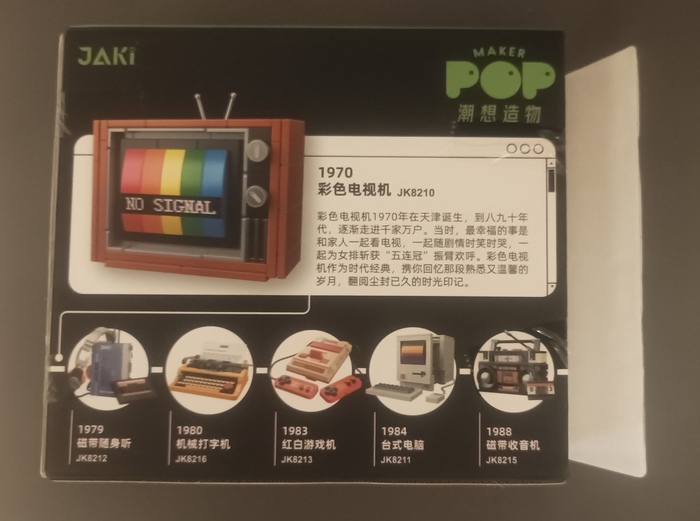 JAKi
MAKER
POP
潮想造物
NO SIGNAL
1970
彩色电视机 JK8210
彩色电视机1970年在天津诞生，到八九十年
代，逐渐走进千家万户。当时，最幸福的事是
和家人一起看电视，一起随剧情时笑时哭，一
起为女排斩获“五连冠”振臂欢呼。彩色电视
机作为时代经典，携你回忆那段熟悉又温馨的
岁月，翻阅尘封已久的时光印记。
1979
磁带随身听
JK8212
1980
机械打字机
JK8216
1983
红白游戏机
JK8213
1984
台式电脑
JK8211
1988
磁带收音机
JK8215